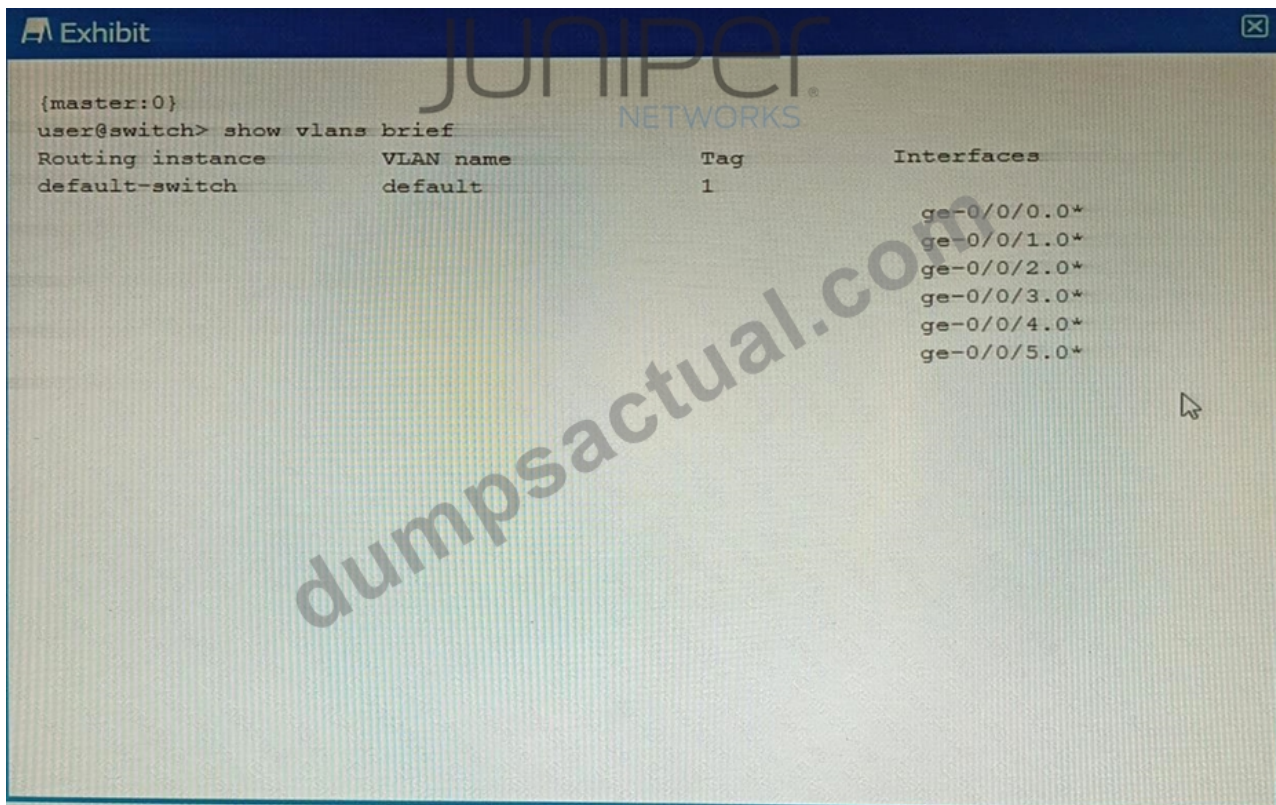 Exhibit
JUNIPER
NETWORKS
{master:0}
user@switch> show vlans brief
Routing instance VLAN name Tag Interfaces
default-switch default 1
ge-0/0/0.0*
ge-0/0/1.0*
ge-0/0/2.0*
ge-0/0/3.0*
ge-0/0/4.0*
ge-0/0/5.0*
dumpsactual.com